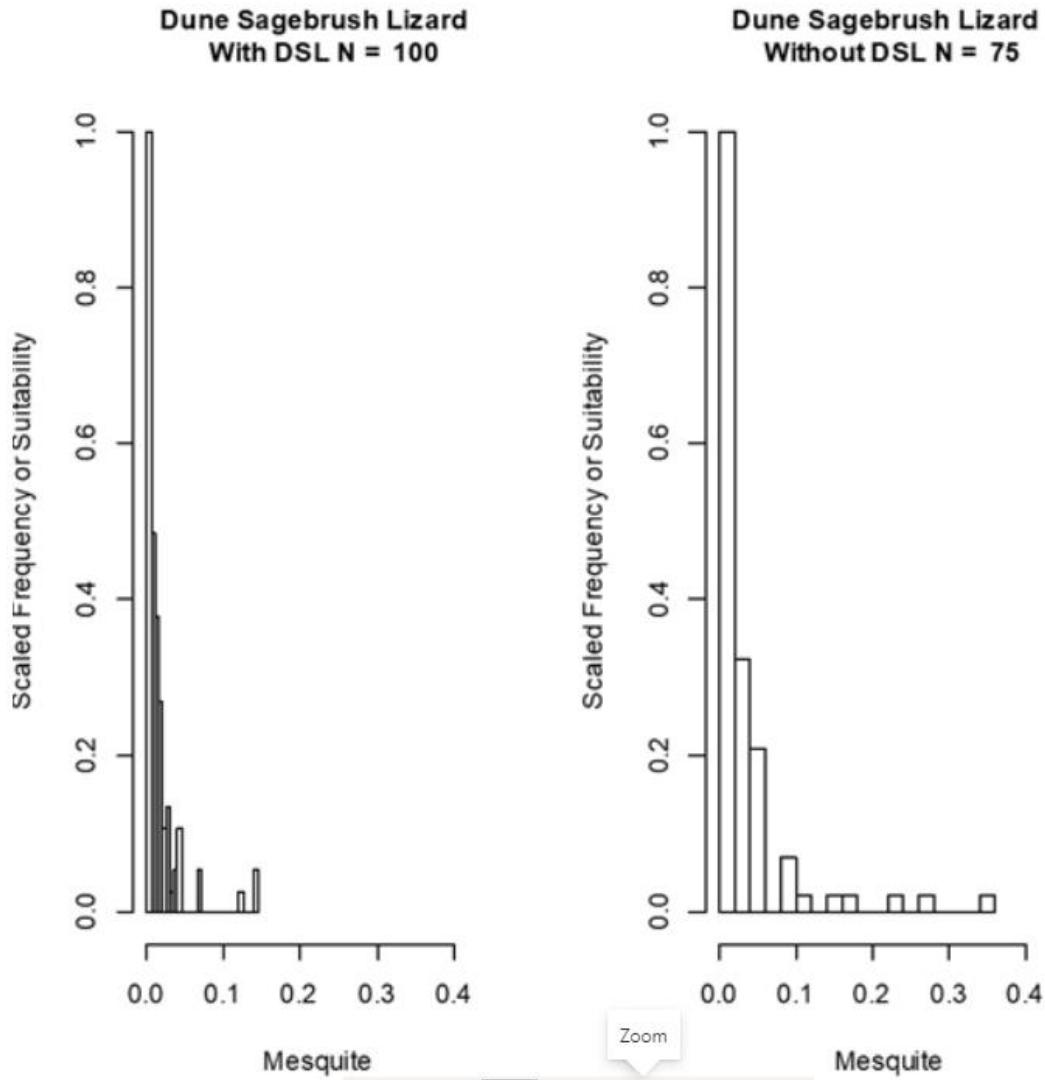 Dune Sagebrush Lizard
With DSL N = 100
Scaled Frequency or Suitability
1.0
0.8
0.6
0.4
0.2
0.0
0.0 0.1 0.2 0.3 0.4
Mesquite
Dune Sagebrush Lizard
Without DSL N = 75
Scaled Frequency or Suitability
1.0
0.8
0.6
0.4
0.2
0.0
0.0 0.1 0.2 0.3 0.4
Mesquite
Zoom